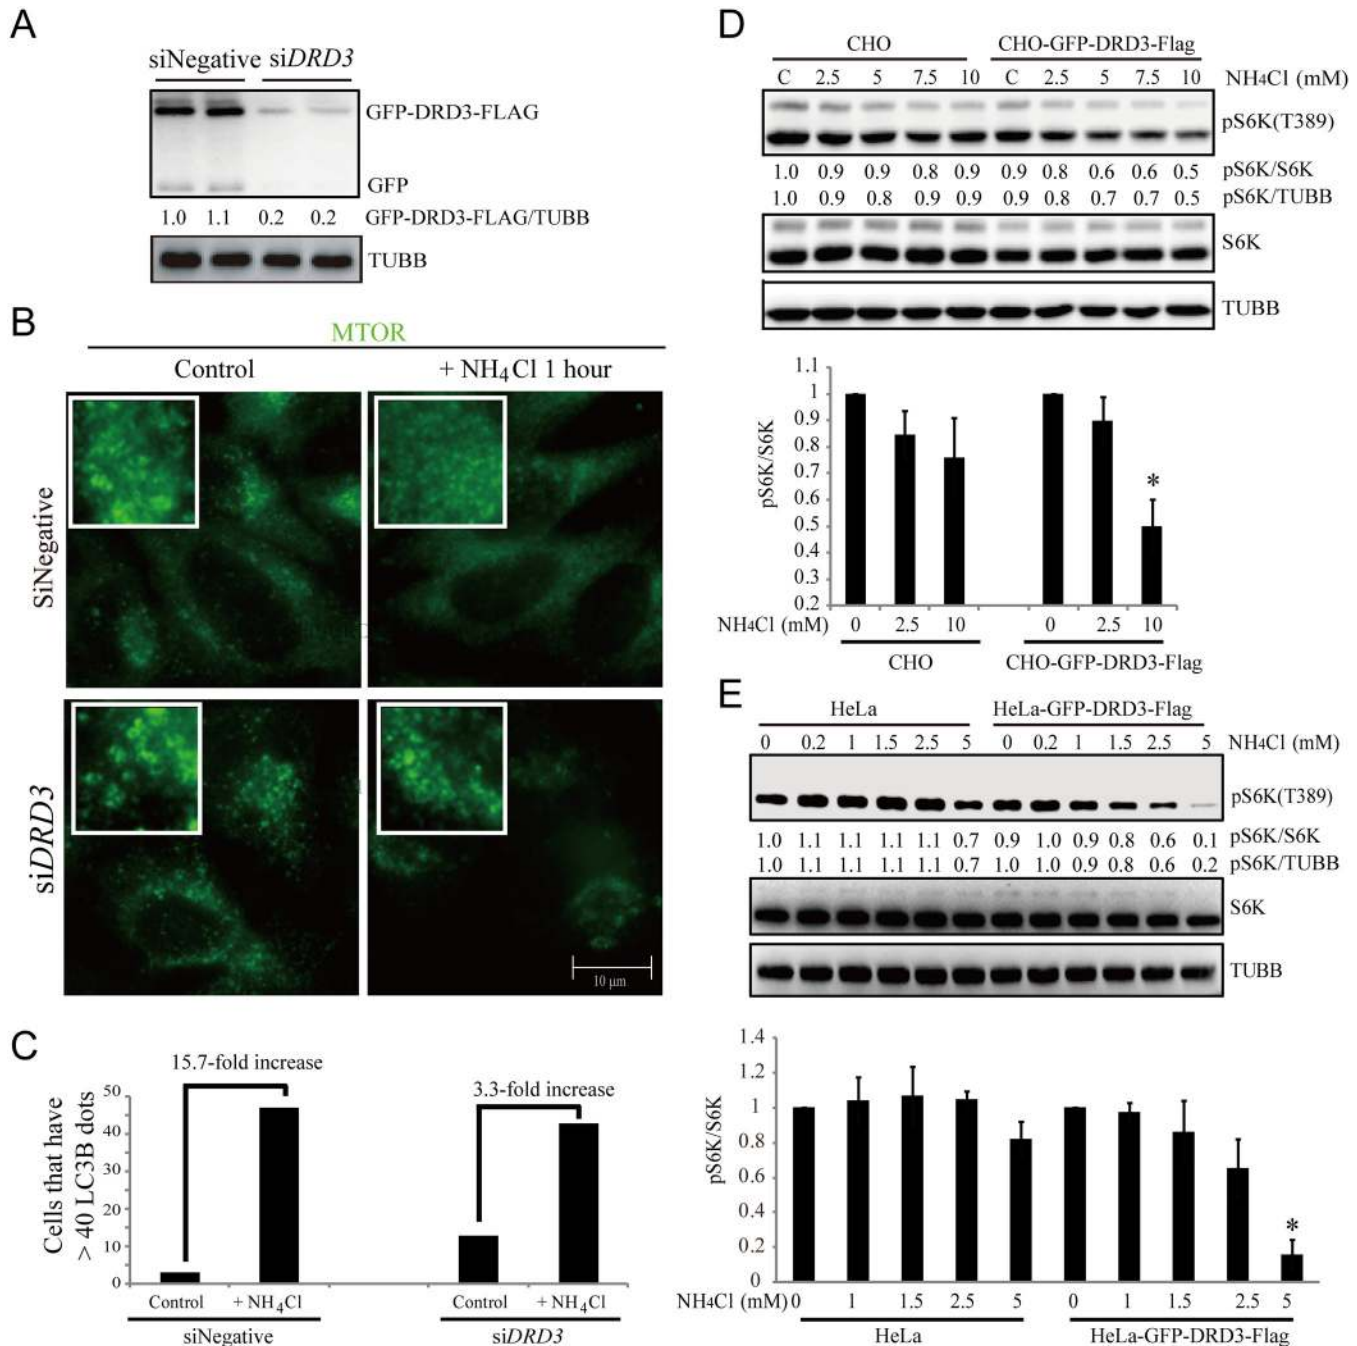 A
siNegative siDRD3
GFP-DRD3-FLAG
GFP
1.0 1.1 0.2 0.2 GFP-DRD3-FLAG/TUBB
TUBB
B
MTOR
Control + NH4Cl 1 hour
SiNegative
siDRD3
10 μm
C
15.7-fold increase
3.3-fold increase
Cells that have
> 40 LC3B dots
50
40
30
20
10
0
Control + NH4Cl Control + NH4Cl
siNegative siDRD3
D
CHO CHO-GFP-DRD3-Flag
C 2.5 5 7.5 10 C 2.5 5 7.5 10 NH4Cl (mM)
pS6K(T389)
1.0 0.9 0.9 0.8 0.9 0.9 0.8 0.6 0.6 0.5 pS6K/S6K
1.0 0.9 0.8 0.9 0.9 0.9 0.8 0.7 0.7 0.5 pS6K/TUBB
S6K
TUBB
pS6K/S6K
1.1
1
0.9
0.8
0.7
0.6
0.5
0.4
0.3
0.2
*
NH4Cl (mM) 0 2.5 10 0 2.5 10
CHO CHO-GFP-DRD3-Flag
E
HeLa HeLa-GFP-DRD3-Flag
0 0.2 1 1.5 2.5 5 0 0.2 1 1.5 2.5 5 NH4Cl (mM)
pS6K(T389)
1.0 1.1 1.1 1.1 1.1 0.7 0.9 1.0 0.9 0.8 0.6 0.1 pS6K/S6K
1.0 1.1 1.1 1.1 1.1 0.7 1.0 1.0 0.9 0.8 0.6 0.2 pS6K/TUBB
S6K
TUBB
pS6K/S6K
1.4
1.2
1
0.8
0.6
0.4
0.2
0
*
NH4Cl (mM) 0 1 1.5 2.5 5 0 1 1.5 2.5 5
HeLa HeLa-GFP-DRD3-Flag